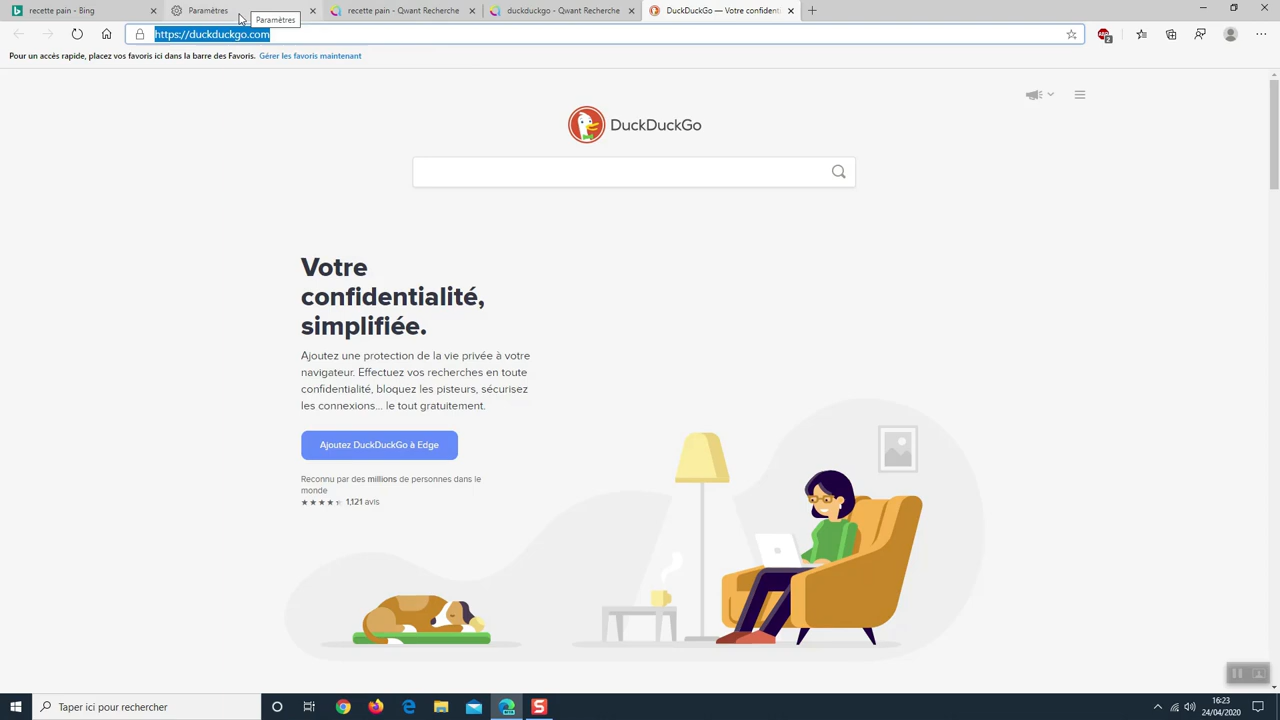 recette pain - Bing
Paramètres
recette pain - Qwant Recherche
duckduckgo - Qwant Recherche
DuckDuckGo — Votre confident
Paramètres
https://duckduckgo.com
2
Pour un accès rapide, placez vos favoris ici dans la barre des Favoris. Gérer les favoris maintenant
DuckDuckGo
Votre
confidentialité,
simplifiée.
Ajoutez une protection de la vie privée à votre
navigateur. Effectuez vos recherches en toute
confidentialité, bloquez les pisteurs, sécurisez
les connexions... le tout gratuitement.
Ajoutez DuckDuckGo à Edge
Reconnu par des millions de personnes dans le
monde
1,121 avis
Taper ici pour rechercher
16:23
24/04/2020